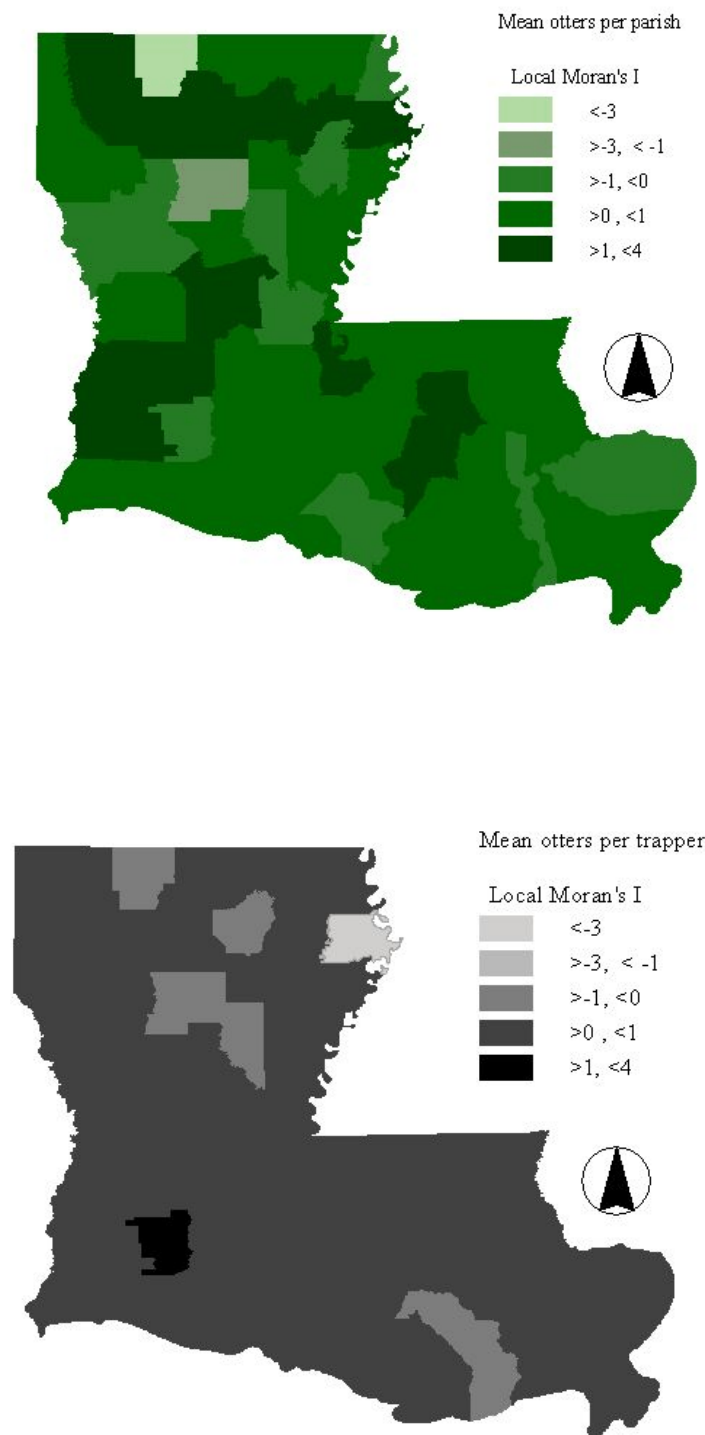 Mean otters per parish
Local Moran's I
<-3
>-3, < -1
>-1, <0
>0 , <1
>1, <4
Mean otters per trapper
Local Moran's I
<-3
>-3, < -1
>-1, <0
>0 , <1
>1, <4